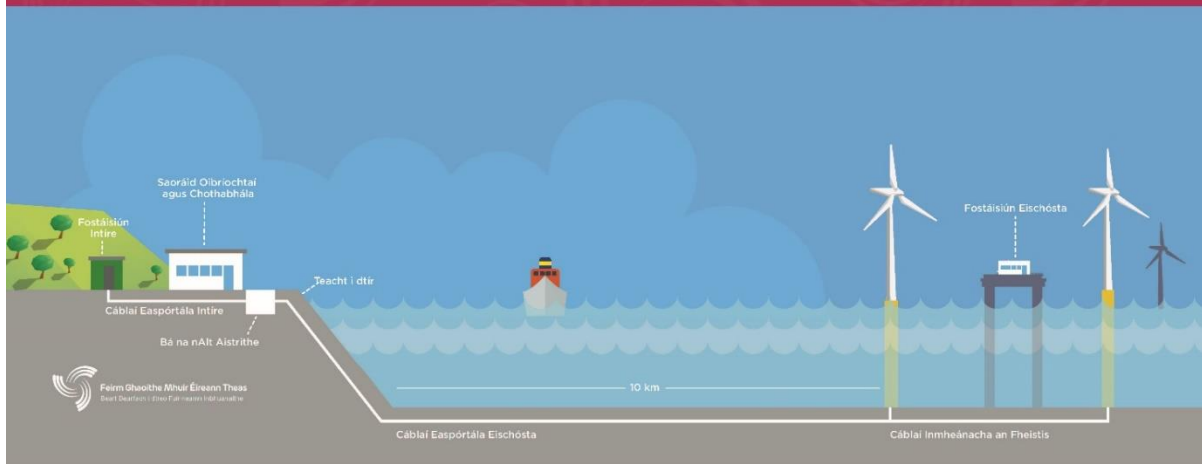 Saoráid Oibríochtaí
agus Chothabhála
Fostáisiún
Intíre
Fostáisiún Eischósta
Teacht i dtír
Cáblaí Easpórtála Intíre
Bá na nAlt Aistrithe
Feirm Ghaoithe Mhuir Éireann Theas
10 km
Cáblaí Easpórtála Eischósta
Cáblaí Inmheánacha an Fheistis